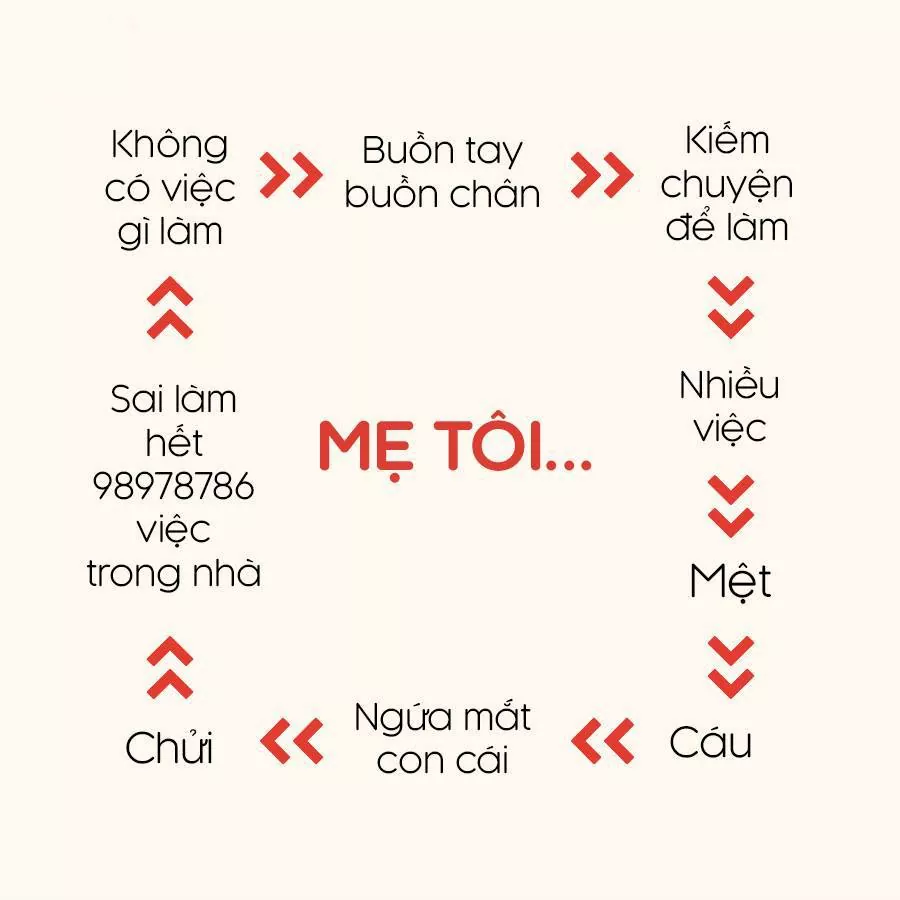 Không
có việc
gì làm
Buồn tay
buồn chân
Kiếm
chuyện
để làm
Nhiều
việc
Mệt
Cáu
Ngứa mắt
con cái
Chửi
Sai làm
hết
98978786
việc
trong nhà
MẸ TÔI...